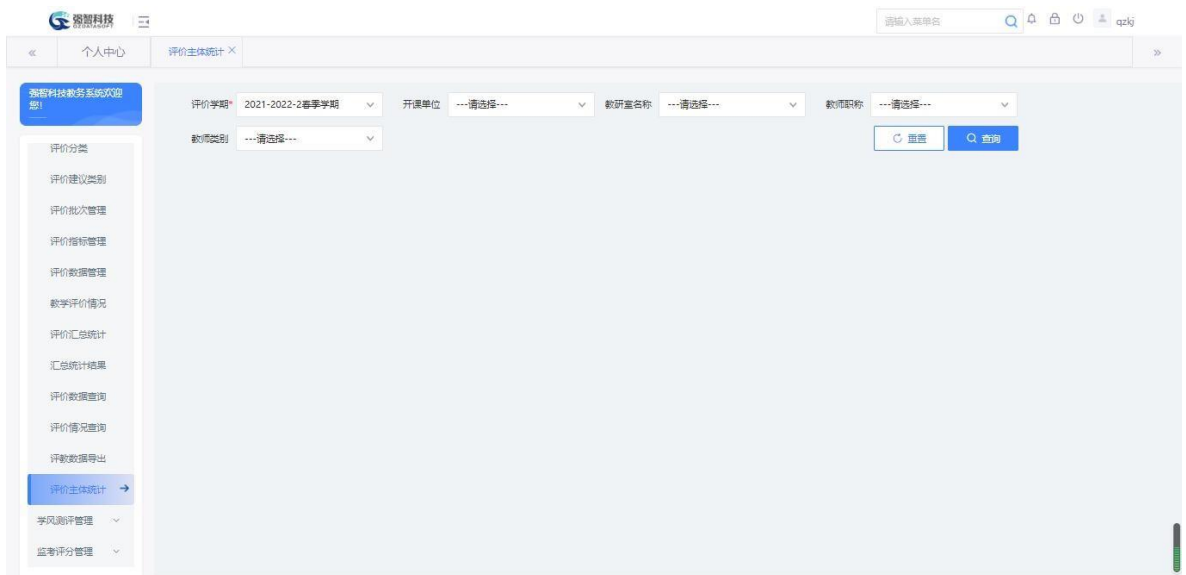 强智科技
QZDATASOFT
请输入菜单名
qzkj
个人中心
评价主体统计
强智科技教务系统欢迎您!
评价学期* 2021-2022-2春季学期 开课单位 ---请选择--- 教研室名称 ---请选择--- 教师职称 ---请选择---
教师类别 ---请选择--- 重置 查询
评价分类
评价建议类别
评价批次管理
评价指标管理
评价数据管理
教学评价情况
评价汇总统计
汇总统计结果
评价数据查询
评价情况查询
评教数据导出
评价主体统计
学风测评管理
监考评分管理